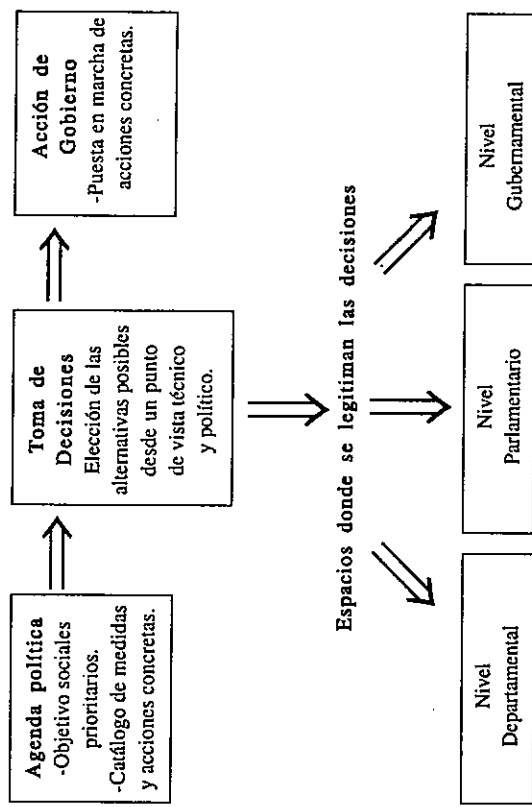 Agenda política
-Objetivo sociales
prioritarios.
-Catálogo de medidas
y acciones concretas.
Toma de
Decisiones
Elección de las
alternativas posibles
desde un punto
de vista técnico
y político.
Acción de
Gobierno
-Puesta en marcha de
acciones concretas.
Espacios donde se legitiman las decisiones
Nivel
Departamental
Nivel
Parlamentario
Nivel
Gubernamental